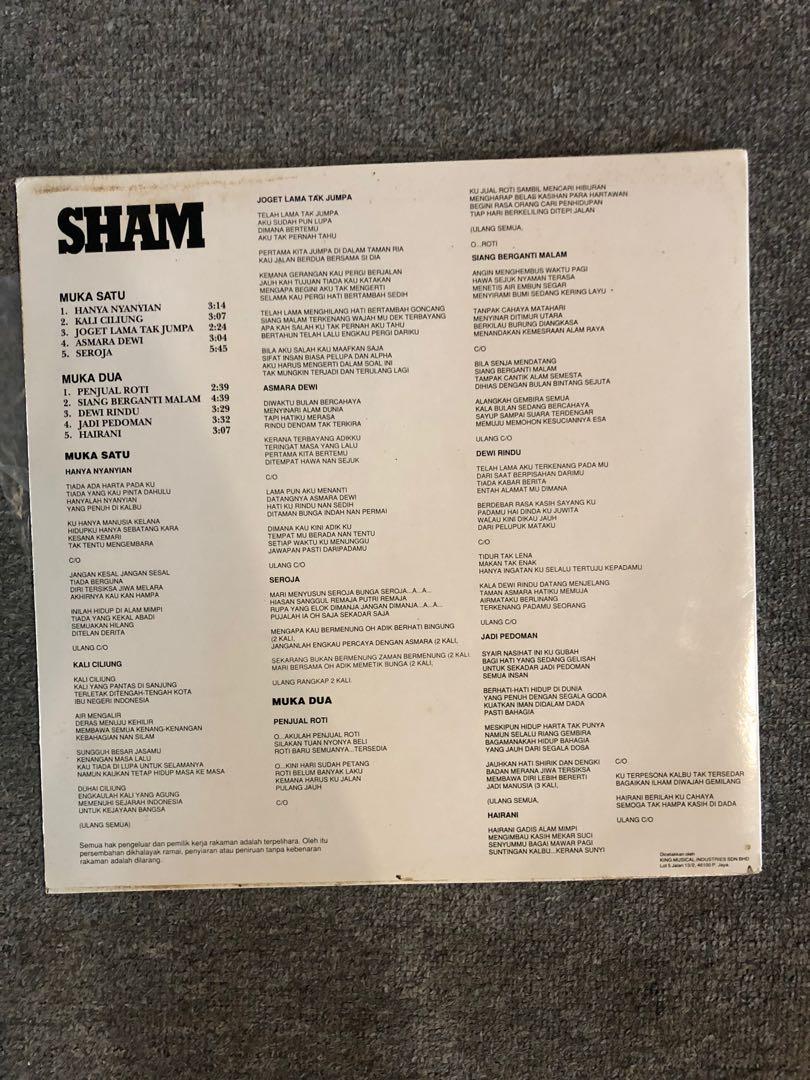 SHAM
MUKA SATU
1. HANYA NYANYIAN 3:14
2. KALI CILIUNG 3:07
3. JOGET LAMA TAK JUMPA 2:24
4. ASMARA DEWI 3:04
5. SEROJA 5:45
MUKA DUA
1. PENJUAL ROTI 2:39
2. SIANG BERGANTI MALAM 4:39
3. DEWI RINDU 3:29
4. JADI PEDOMAN 3:32
5. HAIRANI 3:07
MUKA SATU
HANYA NYANYIAN
TIADA ADA HARTA PADA KU
TIADA YANG KAU PINTA DAHULU
HANYALAH NYANYIAN
YANG PENUH DI KALBU
KU HANYA MANUSIA KELANA
HIDUPKU HANYA SEBATANG KARA
KESANA KEMARI
TAK TENTU MENGEMBARA
C/O
JANGAN KESAL JANGAN SESAL
TIADA BERGUNA
DIRI TERSIKSA JIWA MELARA
AKHIRNYA KAU KAN HAMPA
INILAH HIDUP DI ALAM MIMPI
TIADA YANG KEKAL ABADI
SEMUAKAN HILANG
DITELAN DERITA
ULANG C/O
KALI CILIUNG
KALI CILIUNG
KALI YANG PANTAS DI SANJUNG
TERLETAK DITENGAH-TENGAH KOTA
IBU NEGERI INDONESIA
AIR MENGALIR
DERAS MENUJU KEHILIR
MEMBAWA SEMUA KENANG-KENANGAN
KEBAHAGIAN NAN SILAM
SUNGGUH BESAR JASAMU
KENANGAN MASA LALU
KAU TIADA DI LUPA UNTUK SELAMANYA
NAMUN KAUKAN TETAP HIDUP MASA KE MASA
DUHAI CILIUNG
ENGKAULAH KALI YANG AGUNG
MEMENUHI SEJARAH INDONESIA
UNTUK KEJAYAAN BANGSA
(ULANG SEMUA)
Semua hak pengeluar dan pemilik kerja rakaman adalah terpelihara. Oleh itu
persembahan dikhalayak ramai, penyiaran atau peniruan tanpa kebenaran
rakaman adalah dilarang.
JOGET LAMA TAK JUMPA
TELAH LAMA TAK JUMPA
AKU SUDAH PUN LUPA
DIMANA BERTEMU
AKU TAK PERNAH TAHU
PERTAMA KITA JUMPA DI DALAM TAMAN RIA
KAU JALAN BERDUA BERSAMA SI DIA
KEMANA GERANGAN KAU PERGI BERJALAN
JAUH KAH TUJUAN TIADA KAU KATAKAN
MENGAPA BEGINI AKU TAK MENGERTI
SELAMA KAU PERGI HATI BERTAMBAH SEDIH
TELAH LAMA MENGHILANG HATI BERTAMBAH GONCANG
SIANG MALAM TERKENANG WAJAH MU DEK TERBAYANG
APA KAH SALAH KU TAK PERNAH AKU TAHU
BERTAHUN TELAH LALU ENGKAU PERGI DARIKU
BILA AKU SALAH KAU MAAFKAN SAJA
SIFAT INSAN BIASA PELUPA DAN ALPHA
AKU HARUS MENGERTI DALAM SOAL INI
TAK MUNGKIN TERJADI DAN TERULANG LAGI
ASMARA DEWI
DIWAKTU BULAN BERCAHAYA
MENYINARI ALAM DUNIA
TAPI HATIKU MERASA
RINDU DENDAM TAK TERKIRA
KERANA TERBAYANG ADIKKU
TERINGAT MASA YANG LALU
PERTAMA KITA BERTEMU
DITEMPAT HAWA NAN SEJUK
C/O
LAMA PUN AKU MENANTI
DATANGNYA ASMARA DEWI
HATI KU RINDU NAN SEDIH
DITAMAN BUNGA INDAH NAN PERMAI
DIMANA KAU KINI ADIK KU
TEMPAT MU BERADA NAN TENTU
SETIAP WAKTU KU MENUNGGU
JAWAPAN PASTI DARIPADAMU
ULANG C/O
SEROJA
MARI MENYUSUN SEROJA BUNGA SEROJA...A...A...
HIASAN SANGGUL REMAJA PUTRI REMAJA
RUPA YANG ELOK DIMANJA JANGAN DIMANJA...A...A...
PUJALAH IA OH SAJA SEKADAR SAJA
MENGAPA KAU BERMENUNG OH ADIK BERHATI BINGUNG
(2 KALI,
JANGANLAH ENGKAU PERCAYA DENGAN ASMARA (2 KALI,
SEKARANG BUKAN BERMENUNG ZAMAN BERMENUNG (2 KALI.
MARI BERSAMA OH ADIK MEMETIK BUNGA (2 KALI,
ULANG RANGKAP 2 KALI.
MUKA DUA
PENJUAL ROTI
O...AKULAH PENJUAL ROTI
SILAKAN TUAN NYONYA BELI
ROTI BARU SEMUANYA...TERSEDIA
O...KINI HARI SUDAH PETANG
ROTI BELUM BANYAK LAKU
KEMANA HARUS KU JALAN
PULANG JAUH
C/O
KU JUAL ROTI SAMBIL MENCARI HIBURAN
MENGHARAP BELAS KASIHAN PARA HARTAWAN
BEGINI RASA ORANG CARI PENHIDUPAN
TIAP HARI BERKELILING DITEPI JALAN
(ULANG SEMUA,
O...ROTI
SIANG BERGANTI MALAM
ANGIN MENGHEMBUS WAKTU PAGI
HAWA SEJUK NYAMAN TERASA
MENETIS AIR EMBUN SEGAR
MENYIRAMI BUMI SEDANG KERING LAYU
TANPAK CAHAYA MATAHARI
MENYINAR DITIMUR UTARA
BERKILAU BURUNG DIANGKASA
MENANDAKAN KEMESRAAN ALAM RAYA
C/O
BILA SENJA MENDATANG
SIANG BERGANTI MALAM
TAMPAK CANTIK ALAM SEMESTA
DIHIAS DENGAN BULAN BINTANG SEJUTA
ALANGKAH GEMBIRA SEMUA
KALA BULAN SEDANG BERCAHAYA
SAYUP SAMPAI SUARA TERDENGAR
MEMUJU MEMOHON KESUCIANNYA ESA
ULANG C/O
DEWI RINDU
TELAH LAMA AKU TERKENANG PADA MU
DARI SAAT BERPISAHAN DARIMU
TIADA KABAR BERITA
ENTAH ALAMAT MU DIMANA
BERDEBAR RASA KASIH SAYANG KU
PADAMU HAI DINDA KU JUWITA
WALAU KINI DIKAU JAUH
DARI PELUPUK MATAKU
C/O
TIDUR TAK LENA
MAKAN TAK ENAK
HANYA INGATAN KU SELALU TERTUJU KEPADAMU
KALA DEWI RINDU DATANG MENJELANG
TAMAN ASMARA HATIKU MEMUJA
AIRMATAKU BERLINANG
TERKENANG PADAMU SEORANG
ULANG C/O
JADI PEDOMAN
SYAIR NASIHAT INI KU GUBAH
BAGI HATI YANG SEDANG GELISAH
UNTUK SEKADAR JADI PEDOMAN
SEMUA INSAN
BERHATI-HATI HIDUP DI DUNIA
YANG PENUH DENGAN SEGALA GODA
KUATKAN IMAN DIDALAM DADA
PASTI BAHAGIA
MESKIPUN HIDUP HARTA TAK PUNYA
NAMUN SELALU RIANG GEMBIRA
BAGAMANAKAH HIDUP BAHAGIA
YANG JAUH DARI SEGALA DOSA
JAUHKAN HATI SHIRIK DAN DENGKI
BADAN MERANA JIWA TERSIKSA
MEMBAWA DIRI LEBIH BERERTI
JADI MANUSIA (3 KALI,
(ULANG SEMUA,
HAIRANI
HAIRANI GADIS ALAM MIMPI
MENGIMBAU KASIH MEKAR SUCI
SENYUMMU BAGAI MAWAR PAGI
SUNTINGAN KALBU...KERANA SUNYI
C/O
KU TERPESONA KALBU TAK TERSEDAR
BAGAIKAN ILHAM DIWAJAH GEMILANG
HAIRANI BERILAH KU CAHAYA
SEMOGA TAK HAMPA KASIH DI DADA
ULANG C/O
Dicetakkan oleh
KING MUSICAL INDUSTRIES SDN BHD
Lot 5 Jalan 13/2, 46100 P. Jaya.